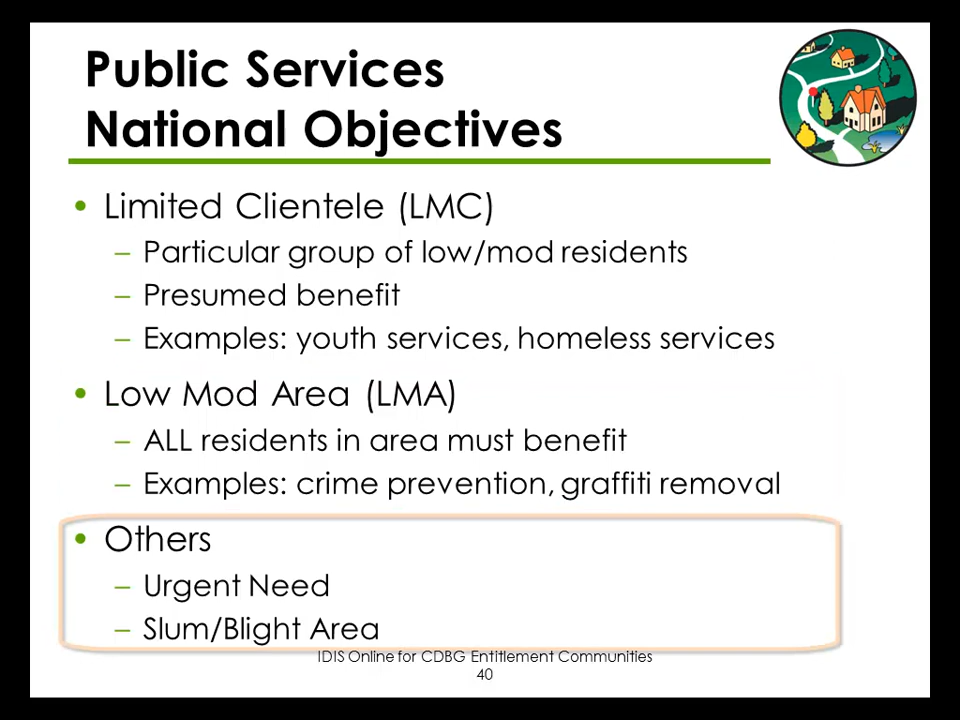 Public Services
National Objectives
• Limited Clientele (LMC)
– Particular group of low/mod residents
– Presumed benefit
– Examples: youth services, homeless services
• Low Mod Area (LMA)
– ALL residents in area must benefit
– Examples: crime prevention, graffiti removal
• Others
– Urgent Need
– Slum/Blight Area
IDIS Online for CDBG Entitlement Communities
40